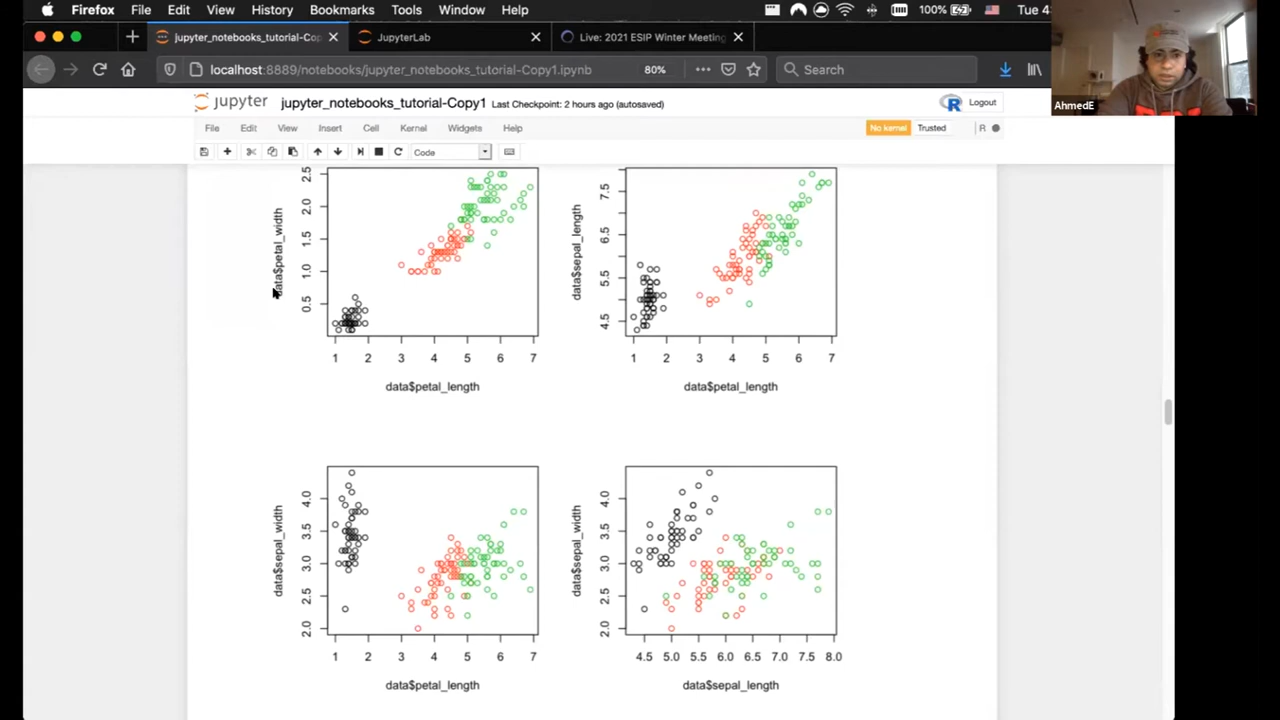 Firefox File Edit View History Bookmarks Tools Window Help 100% Tue 4
jupyter_notebooks_tutorial-Cop JupyterLab Live: 2021 ESIP Winter Meeting
localhost:8889/notebooks/jupyter_notebooks_tutorial-Copy1.ipynb 80% Search
AhmedE
jupyter jupyter_notebooks_tutorial-Copy1 Last Checkpoint: 2 hours ago (autosaved) R Logout
File Edit View Insert Cell Kernel Widgets Help No kernel Trusted R
Code
data$petal_width
0.5 1.0 1.5 2.0 2.5
1 2 3 4 5 6 7
data$petal_length
data$sepal_length
4.5 5.5 6.5 7.5
1 2 3 4 5 6 7
data$petal_length
data$sepal_width
2.0 2.5 3.0 3.5 4.0
1 2 3 4 5 6 7
data$petal_length
data$sepal_width
2.0 2.5 3.0 3.5 4.0
4.5 5.0 5.5 6.0 6.5 7.0 7.5 8.0
data$sepal_length